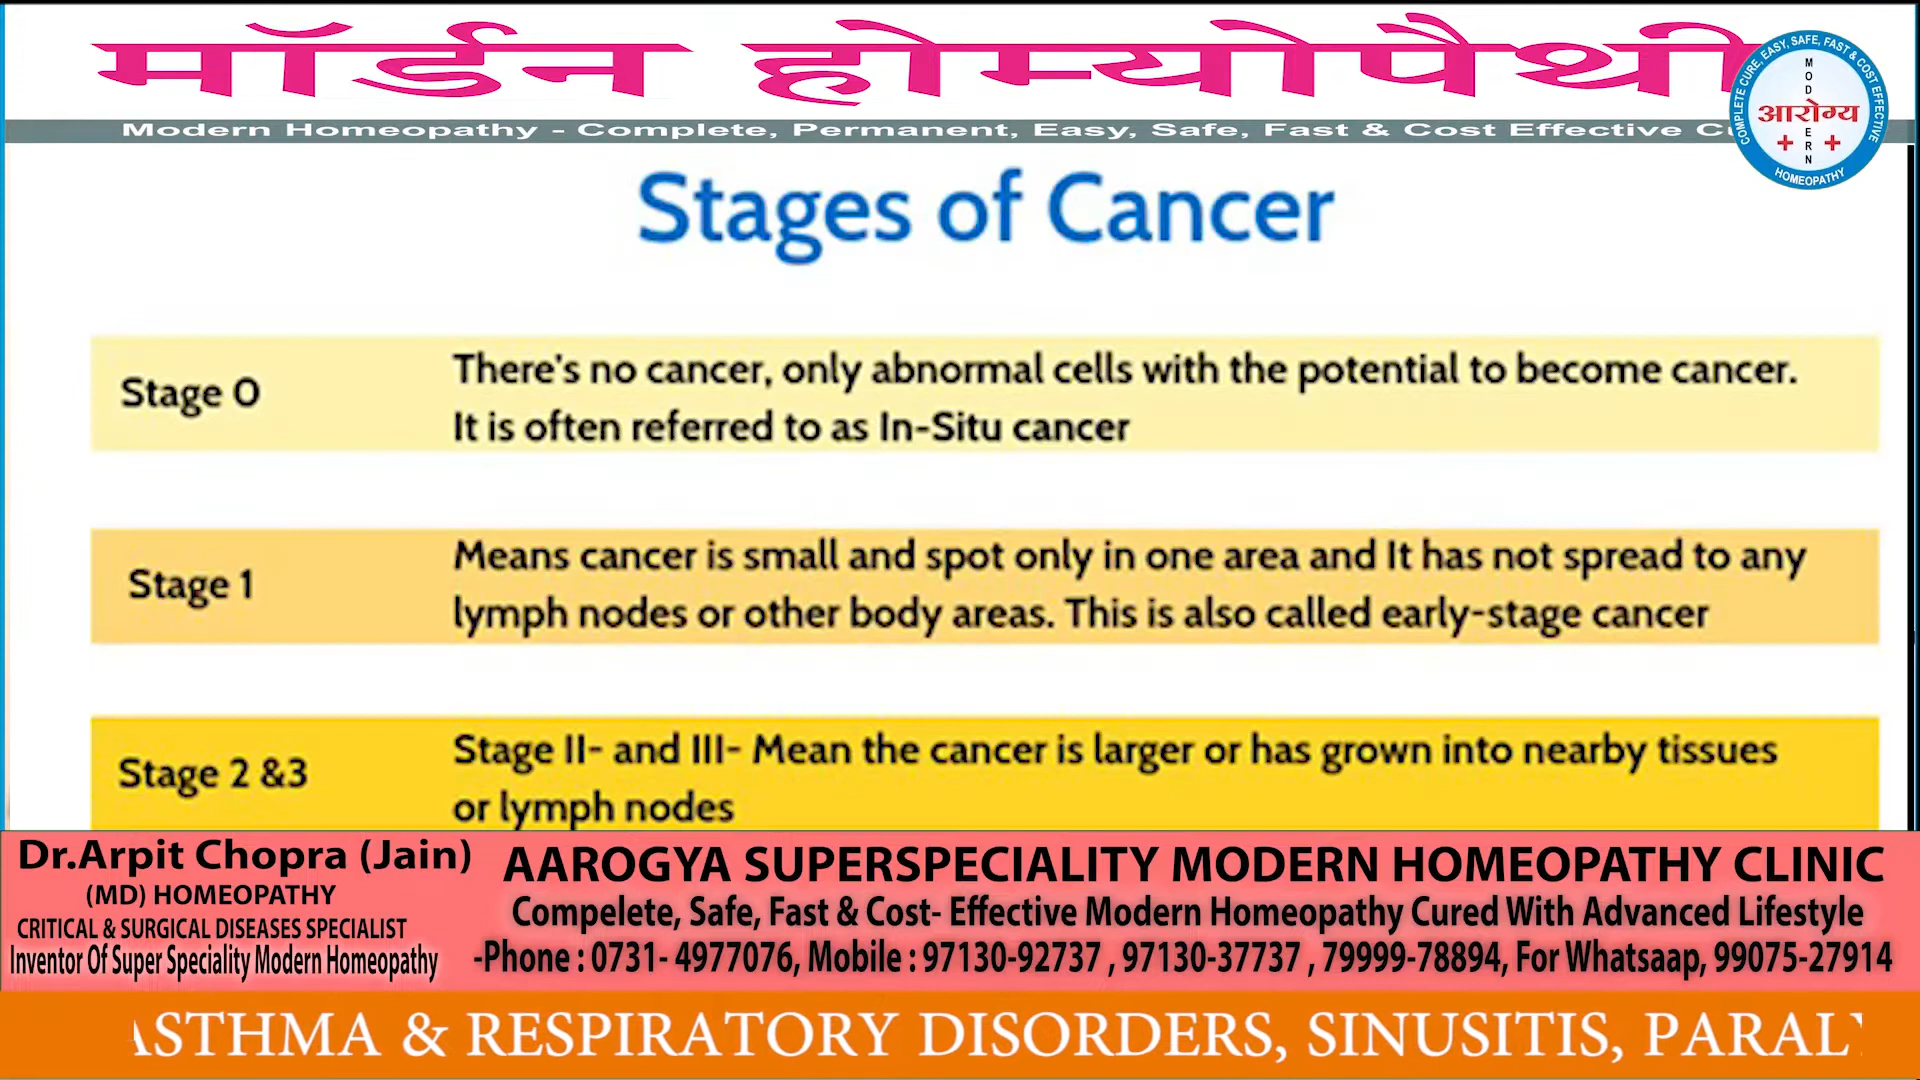 मॉर्डन होम्योपैथी
Modern Homeopathy - Complete, Permanent, Easy, Safe, Fast & Cost Effective
COMPLETE CURE, EASY, SAFE, FAST & COST EFFECTIVE
MODERN
आरोग्य
HOMEOPATHY
Stages of Cancer
Stage 0
There's no cancer, only abnormal cells with the potential to become cancer.
It is often referred to as In-Situ cancer
Stage 1
Means cancer is small and spot only in one area and It has not spread to any
lymph nodes or other body areas. This is also called early-stage cancer
Stage 2 &3
Stage II- and III- Mean the cancer is larger or has grown into nearby tissues
or lymph nodes
Dr.Arpit Chopra (Jain)
(MD) HOMEOPATHY
CRITICAL & SURGICAL DISEASES SPECIALIST
Inventor Of Super Speciality Modern Homeopathy
AAROGYA SUPERSPECIALITY MODERN HOMEOPATHY CLINIC
Compelete, Safe, Fast & Cost- Effective Modern Homeopathy Cured With Advanced Lifestyle
-Phone : 0731- 4977076, Mobile : 97130-92737 , 97130-37737 , 79999-78894, For Whatsaap, 99075-27914
ASTHMA & RESPIRATORY DISORDERS, SINUSITIS,